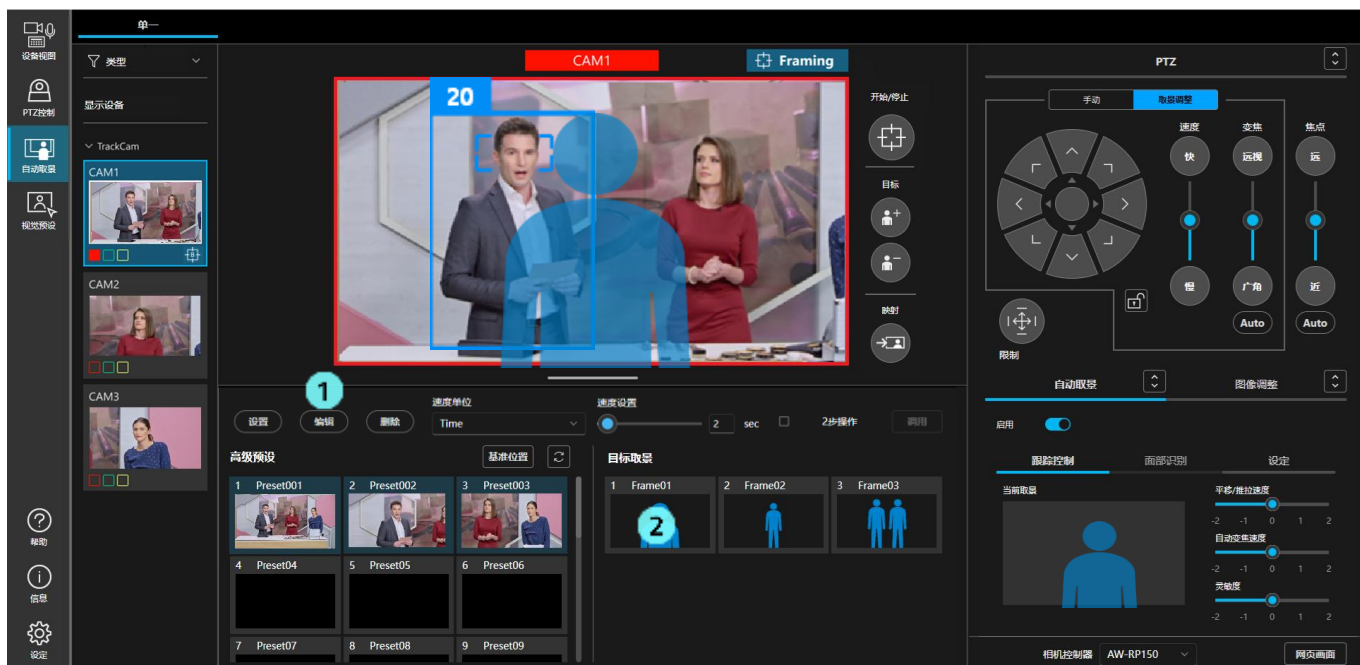 单一
设备视图
PTZ控制
自动取景
视觉预设
帮助
信息
设定
类型
显示设备
TrackCam
CAM1
CAM2
CAM3
CAM1
Framing
20
开始/停止
目标
映射
1
设置
编辑
删除
速度单位
Time
速度设置
2
sec
2步操作
调用
高级预设
基准位置
1 Preset001
2 Preset002
3 Preset003
4 Preset04
5 Preset05
6 Preset06
7 Preset07
8 Preset08
9 Preset09
目标取景
1 Frame01
2 Frame02
3 Frame03
2
PTZ
手动
取景调整
速度
变焦
焦点
快
远视
远
慢
广角
近
Auto
Auto
限制
自动取景
图像调整
启用
跟踪控制
面部识别
设定
当前取景
平移/推拉速度
-2 -1 0 1 2
自动变焦速度
-2 -1 0 1 2
灵敏度
-2 -1 0 1 2
相机控制器
AW-RP150
网页画面